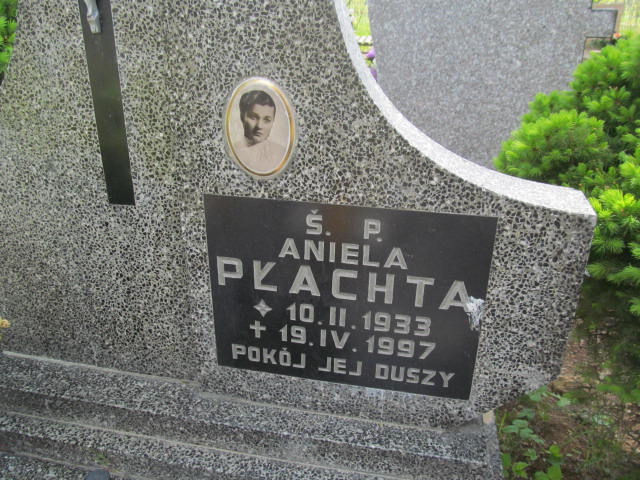 Ś. P.
ANIELA
PŁACHTA
10.II.1933
19.IV.1997
POKÓJ JEJ DUSZY